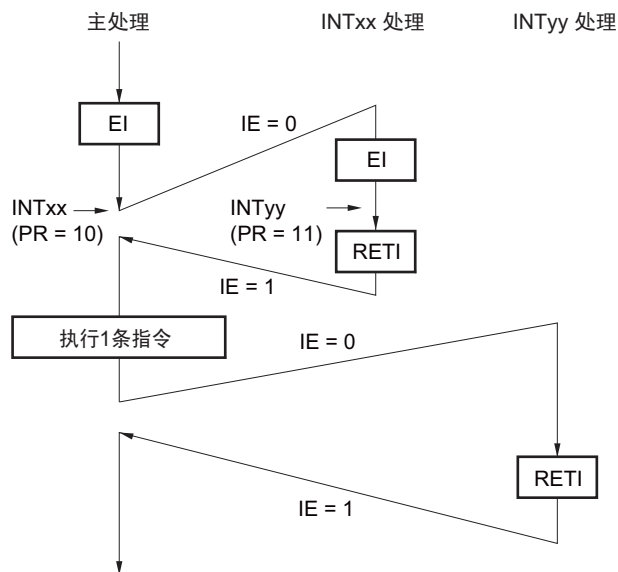 主处理
INTxx 处理
INTyy 处理
EI
IE = 0
EI
INTxx
(PR = 10)
INTyy
(PR = 11)
RETI
IE = 1
执行1条指令
IE = 0
RETI
IE = 1